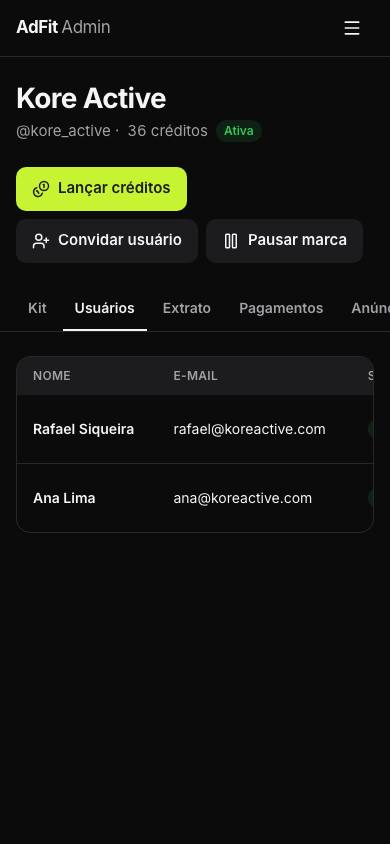 AdFit Admin
Kore Active
@kore_active · 36 créditos Ativa
Lançar créditos
Convidar usuário Pausar marca
Kit Usuários Extrato Pagamentos Anúnc
NOME E-MAIL S
Rafael Siqueira rafael@koreactive.com
Ana Lima ana@koreactive.com